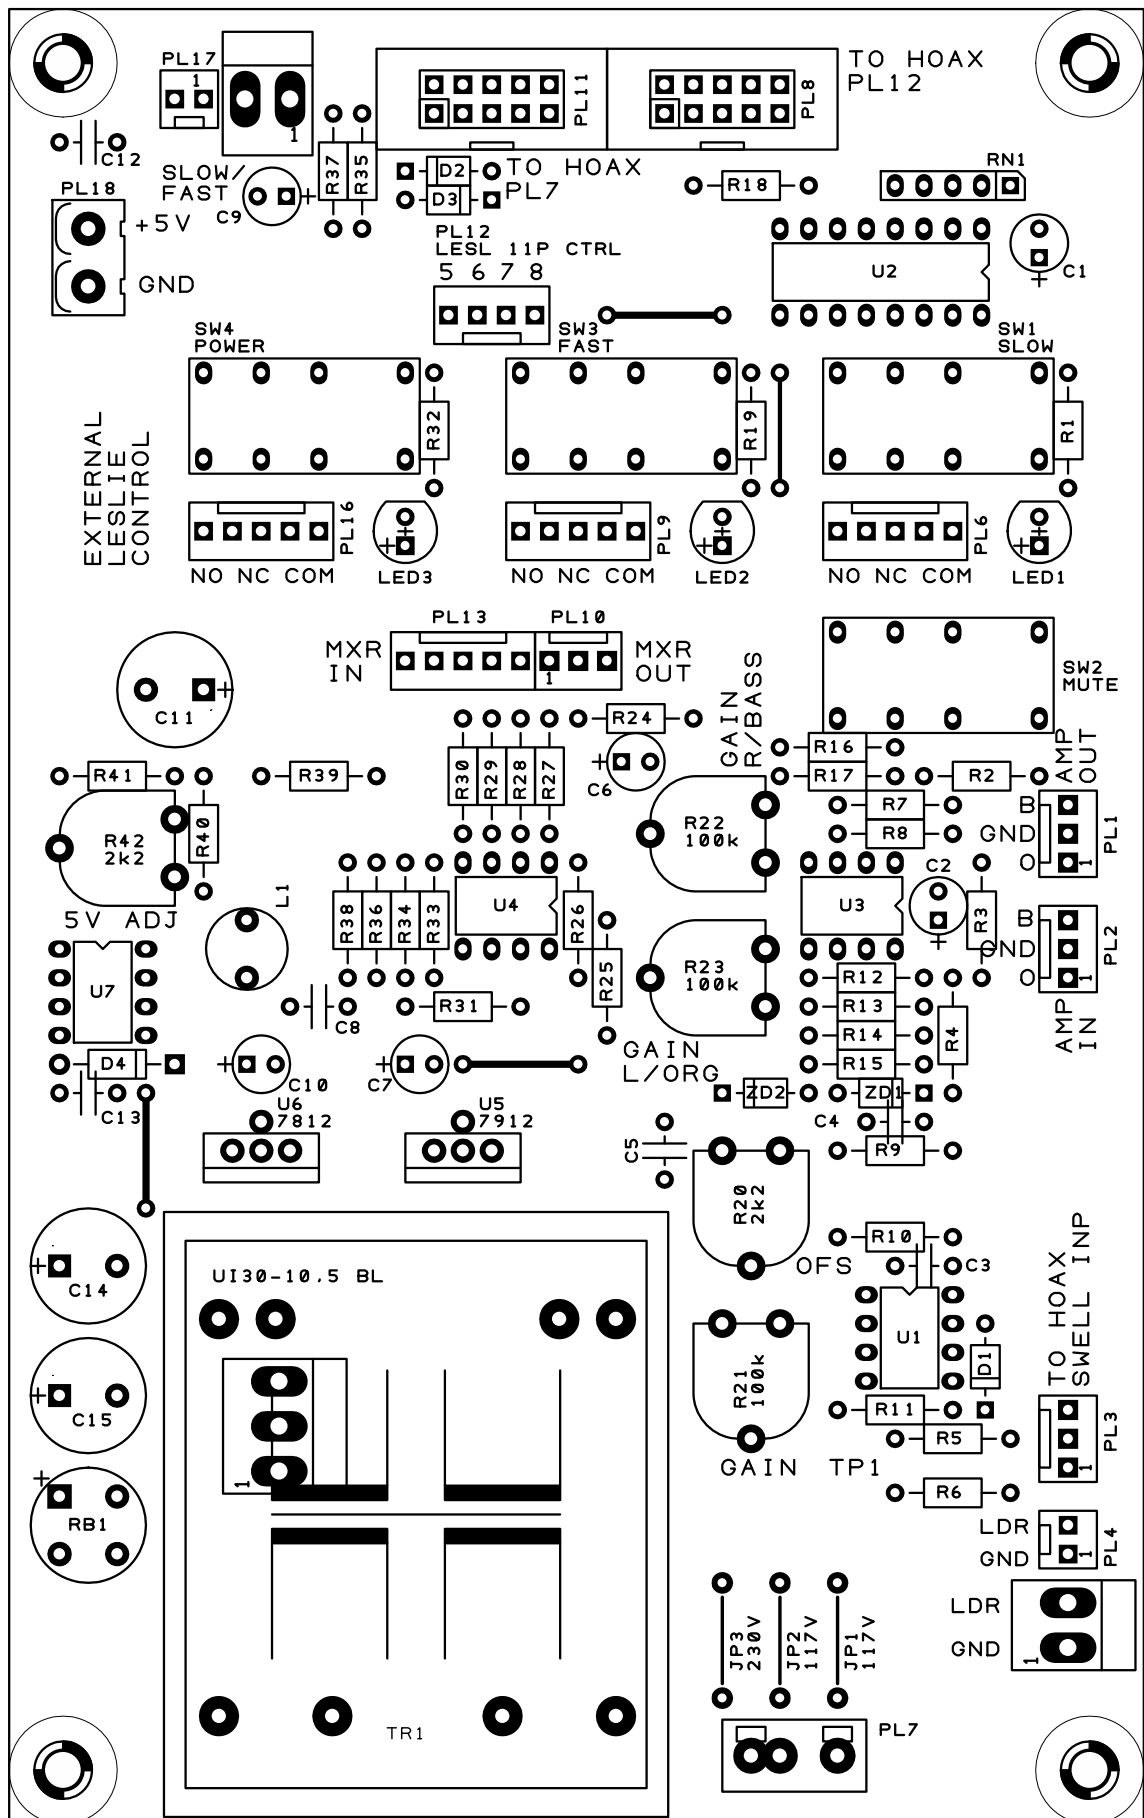 PL17
1
1
C12
SLOW/
FAST
C9
R37
R35
PL11
PL8
TO HOAX
PL12
D2
D3
TO HOAX
PL7
R18
RN1
PL18
+5V
GND
PL12
LESL 11P CTRL
5 6 7 8
U2
C1
SW4
POWER
SW3
FAST
SW1
SLOW
R32
R19
R1
EXTERNAL
LESLIE
CONTROL
PL16
PL9
PL6
NO NC COM
LED3
NO NC COM
LED2
NO NC COM
LED1
PL13
PL10
MXR
IN
1
MXR
OUT
SW2
MUTE
C11
R24
GAIN
R/BASS
R16
R17
R2
AMP
OUT
R41
R39
R30
R29
R28
R27
C6
R7
R8
R42
2k2
R40
R22
100k
B
GND
O
1
PL1
5V ADJ
L1
R38
R36
R34
R33
U4
R26
U3
C2
R3
B
GND
O
1
PL2
R25
R23
100k
R12
R13
R14
R15
R4
U7
C8
R31
AMP
IN
D4
C10
C7
GAIN
L/ORG
ZD2
ZD1
C13
U6
7812
U5
7912
C5
C4
R9
R20
2k2
OFS
R10
C3
TO HOAX
SWELL INP
C14
UI30-10.5 BL
U1
D1
C15
R21
100k
R11
R5
PL3
1
GAIN
TP1
R6
1
RB1
LDR
GND
1
PL4
LDR
GND
1
JP3
230V
JP2
117V
JP1
117V
TR1
PL7